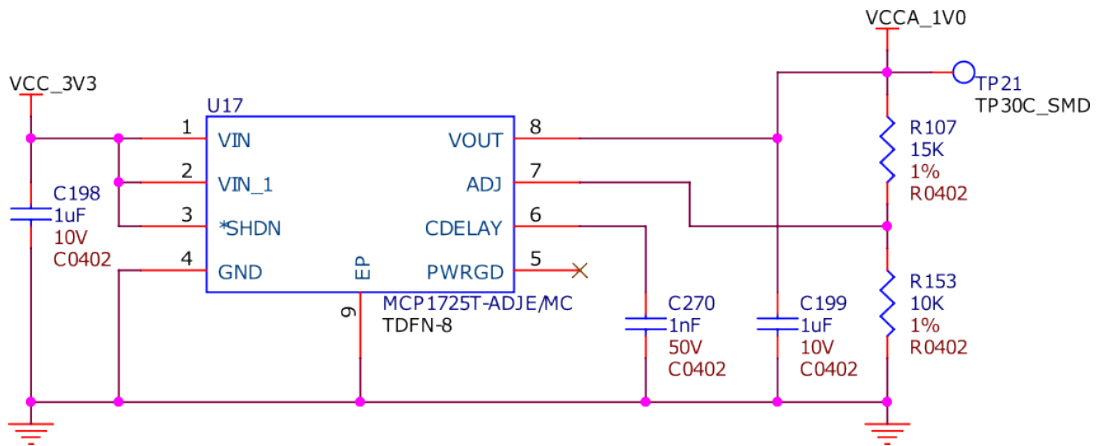 VCCA_1V0
VCC_3V3
TP21
TP30C_SMD
U17
1 VIN VOUT 8
R107
15K
1%
R0402
2 VIN_1 ADJ 7
C198
1uF
10V
C0402
3 *SHDN CDELAY 6
4 GND EP PWRGD 5
9
MCP1725T-ADJE/MC
TDFN-8
C270
1nF
50V
C0402
C199
1uF
10V
C0402
R153
10K
1%
R0402